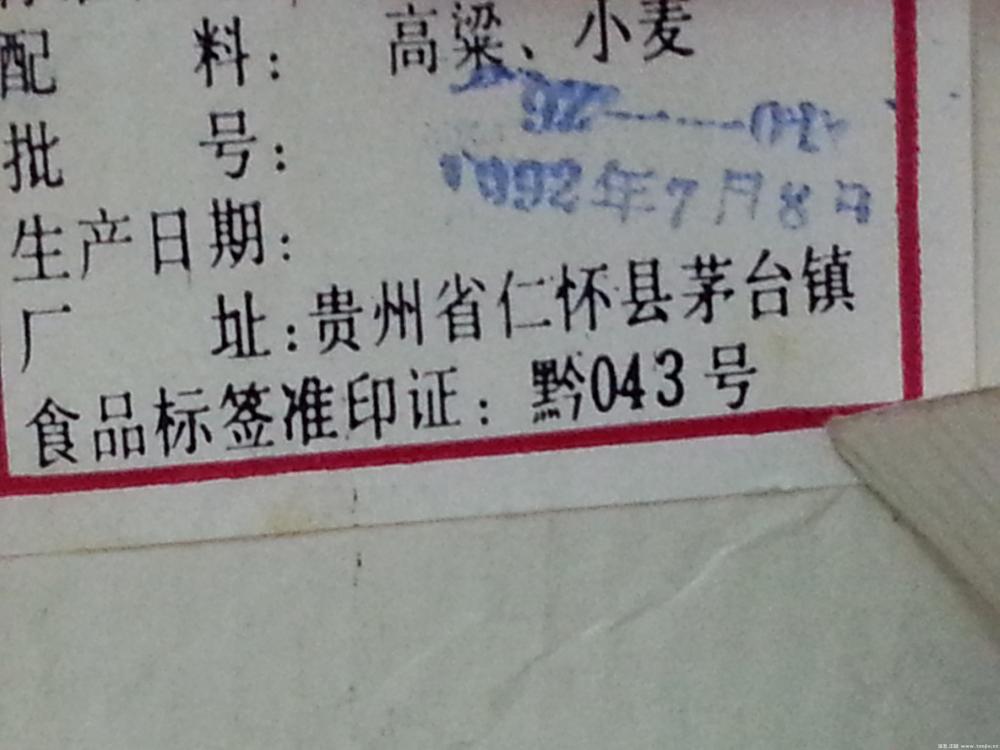 配料：高粱、小麦
批号：92
1992年7月8日
生产日期：
厂址：贵州省仁怀县茅台镇
食品标签准印证：黔043号